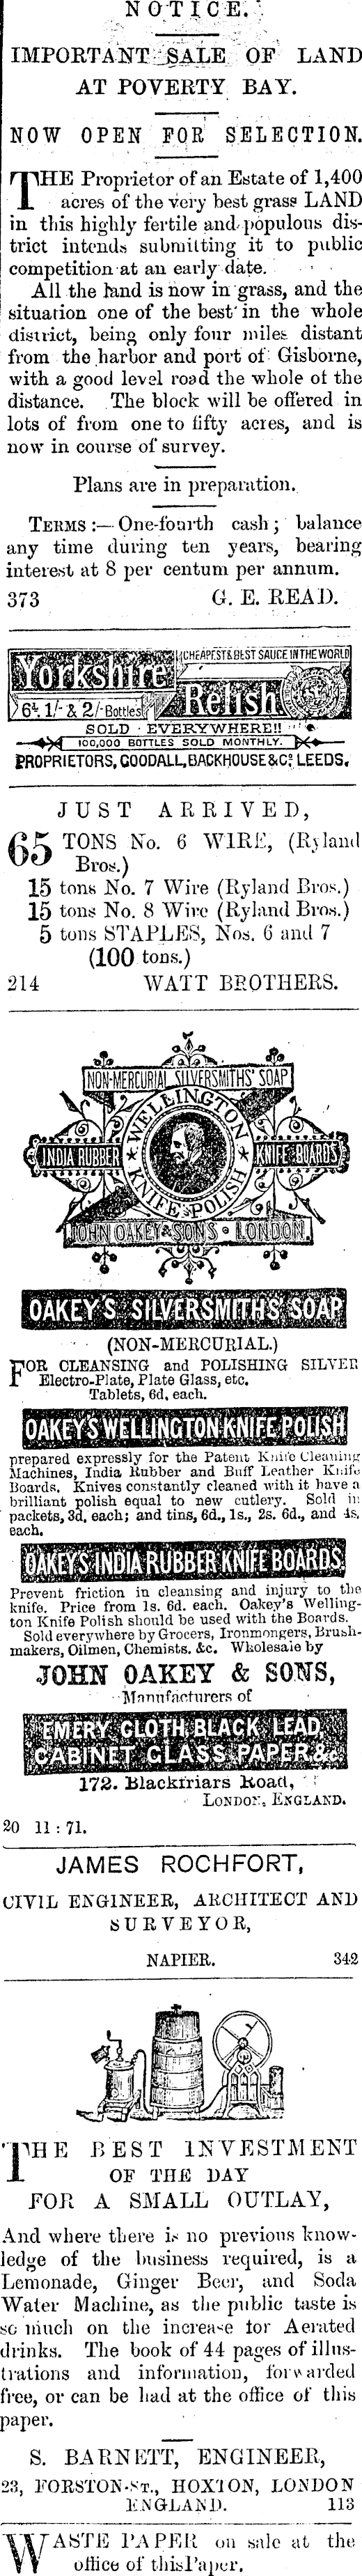 NOTICE.
IMPORTANT SALE OF LAND
AT POVERTY BAY.
NOW OPEN FOR SELECTION.
THE Proprietor of an Estate of 1,400
acres of the very best grass LAND
in this highly fertile and populous dis-
trict intends submitting it to public
competition at an early date.
All the land is now in grass, and the
situation one of the best in the whole
district, being only four miles distant
from the harbor and port of Gisborne,
with a good level road the whole of the
distance. The block will be offered in
lots of from one to fifty acres, and is
now in course of survey.
Plans are in preparation.
TERMS :—One-fourth cash ; balance
any time during ten years, bearing
interest at 8 per centum per annum.
373 G. E. READ.
Yorkshire
CHEAPEST & BEST SAUCE IN THE WORLD
Relish
6d. 1/- & 2/- Bottles
SOLD EVERYWHERE!!
100,000 BOTTLES SOLD MONTHLY.
PROPRIETORS, GOODALL, BACKHOUSE & Co LEEDS.
JUST ARRIVED,
65 TONS No. 6 WIRE, (Ryland
Bros.)
15 tons No. 7 Wire (Ryland Bros.)
15 tons No. 8 Wire (Ryland Bros.)
5 tons STAPLES, Nos. 6 and 7
(100 tons.)
214 WATT BROTHERS.
NON-MERCURIAL SILVERSMITHS' SOAP
WELLINGTON
INDIA RUBBER KNIFE BOARDS
KNIFE POLISH
JOHN OAKEY & SONS LONDON.
OAKEY'S SILVERSMITHS' SOAP
(NON-MERCURIAL.)
FOR CLEANSING and POLISHING SILVER
Electro-Plate, Plate Glass, etc.
Tablets, 6d, each.
OAKEY'S WELLINGTON KNIFE POLISH
prepared expressly for the Patent Knife Cleaning
Machines, India Rubber and Buff Leather Knife
Boards. Knives constantly cleaned with it have a
brilliant polish equal to new cutlery. Sold in
packets, 3d, each; and tins, 6d., 1s., 2s. 6d., and 4s,
each.
OAKEY'S INDIA RUBBER KNIFE BOARDS
Prevent friction in cleansing and injury to the
knife. Price from 1s. 6d. each. Oakey's Welling-
ton Knife Polish should be used with the Boards.
Sold everywhere by Grocers, Ironmongers, Brush-
makers, Oilmen, Chemists. &c. Wholesale by
JOHN OAKEY & SONS,
Manufacturers of
EMERY CLOTH, BLACK LEAD,
CABINET GLASS PAPER &c
172. Blackfriars Road,
LONDON, ENGLAND.
20 11 : 71.
JAMES ROCHFORT,
CIVIL ENGINEER, ARCHITECT AND
SURVEYOR,
NAPIER. 342
THE BEST INVESTMENT
OF THE DAY
FOR A SMALL OUTLAY,
And where there is no previous know-
ledge of the business required, is a
Lemonade, Ginger Beer, and Soda
Water Machine, as the public taste is
so much on the increase for Aerated
drinks. The book of 44 pages of illus-
trations and information, forwarded
free, or can be had at the office of this
paper.
S. BARNETT, ENGINEER,
23, FORSTON-ST., HOXTON, LONDON
ENGLAND. 113
WASTE PAPER on sale at the
office of this Paper.